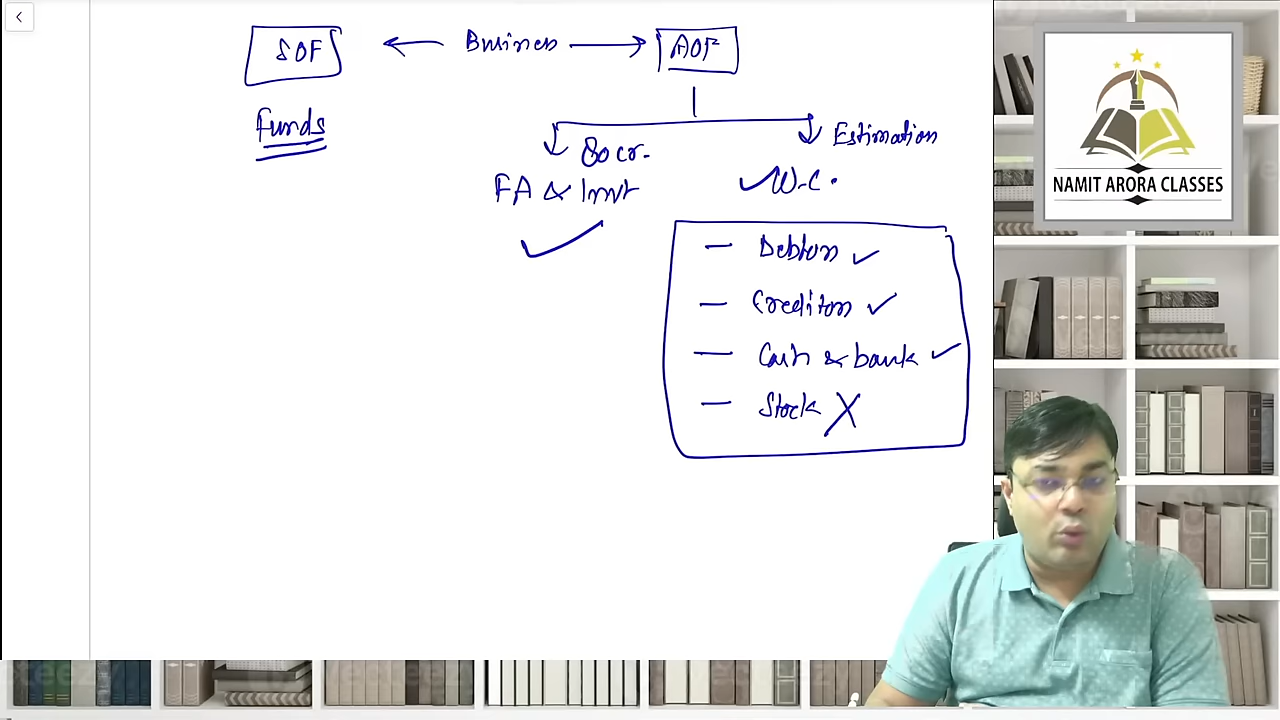 SOF ← Business → AOF
Funds
80 cr.
Estimation
FA & Invt
✓W.C.
— Debtors ✓
— Creditors ✓
— Cash & bank ✓
— Stock X
NAMIT ARORA CLASSES